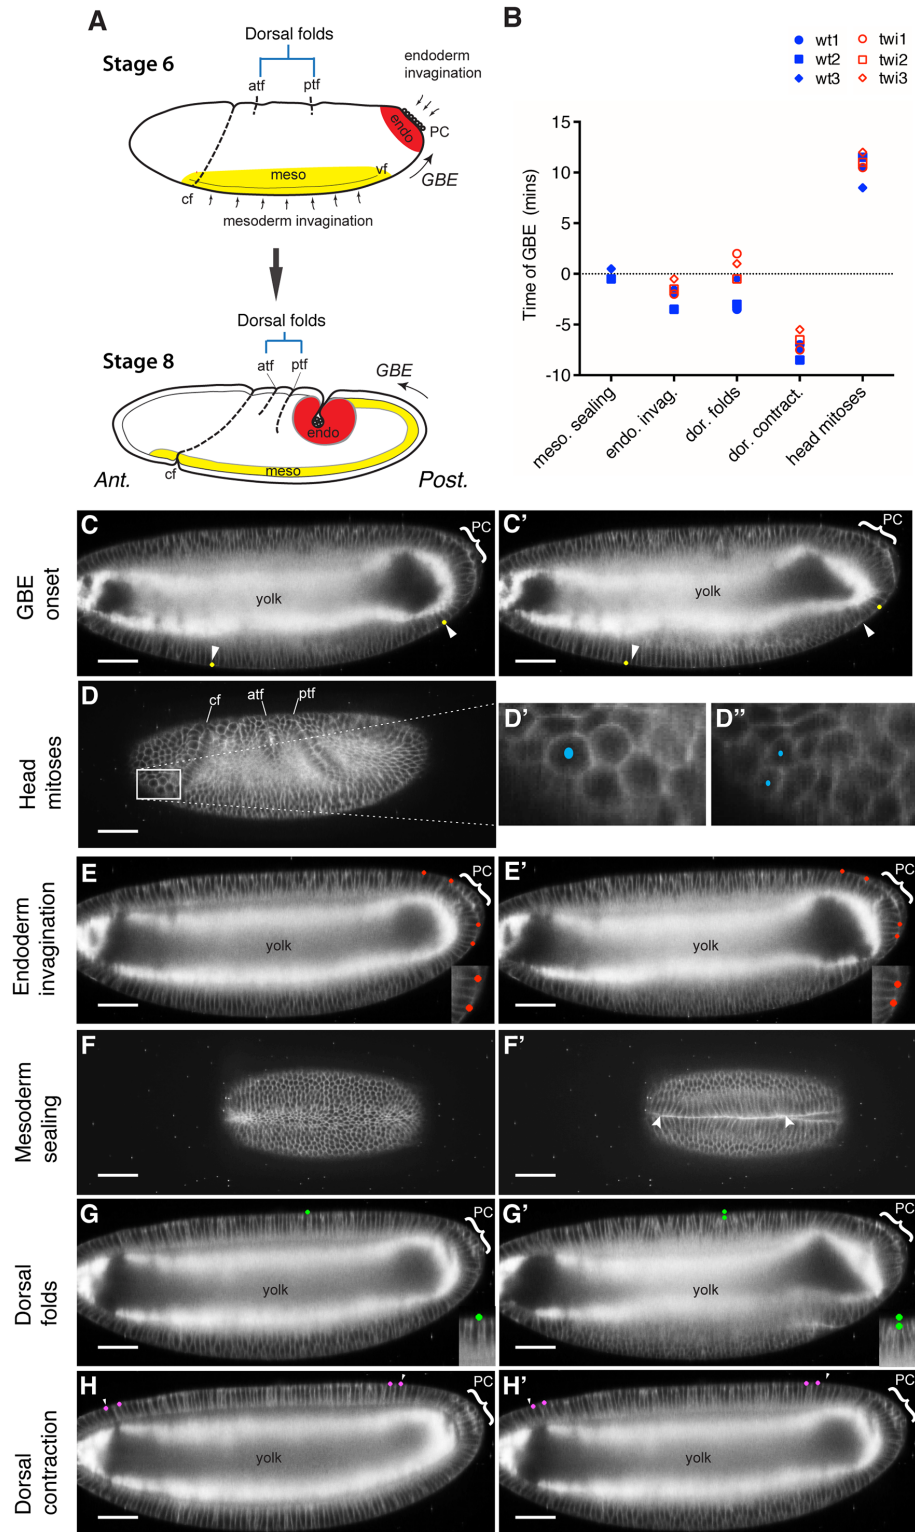 A
Stage 6
Dorsal folds
atf
ptf
endoderm
invagination
endo
PC
GBE
meso
vf
cf
mesoderm invagination
Dorsal folds
Stage 8
atf
ptf
GBE
endo
meso
cf
Ant.
Post.
B
wt1
twi1
wt2
twi2
wt3
twi3
Time of GBE (mins)
15
10
5
0
-5
-10
meso. sealing
endo. invag.
dor. folds
dor. contract.
head mitoses
GBE
onset
C
PC
yolk
C’
PC
yolk
Head
mitoses
D
cf
atf
ptf
D’
D’’
Endoderm
invagination
E
PC
yolk
E’
PC
yolk
Mesoderm
sealing
F
F’
Dorsal
folds
G
PC
yolk
G’
PC
yolk
Dorsal
contraction
H
PC
yolk
H’
PC
yolk